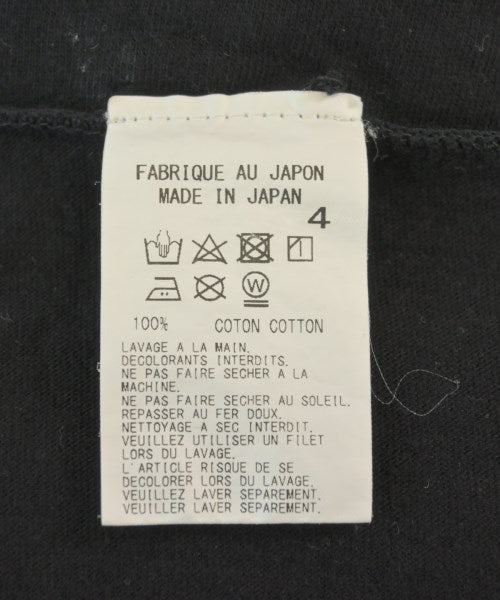 FABRIQUE AU JAPON
MADE IN JAPAN
4
W
100% COTON COTTON
LAVAGE A LA MAIN.
DECOLORANTS INTERDITS.
NE PAS FAIRE SECHER A LA
MACHINE.
NE PAS FAIRE SECHER AU SOLEIL.
REPASSER AU FER DOUX.
NETTOYAGE A SEC INTERDIT.
VEUILLEZ UTILISER UN FILET
LORS DU LAVAGE.
L'ARTICLE RISQUE DE SE
DECOLORER LORS DU LAVAGE.
VEUILLEZ LAVER SEPAREMENT.
VEUILLER LAVER SEPAREMENT.